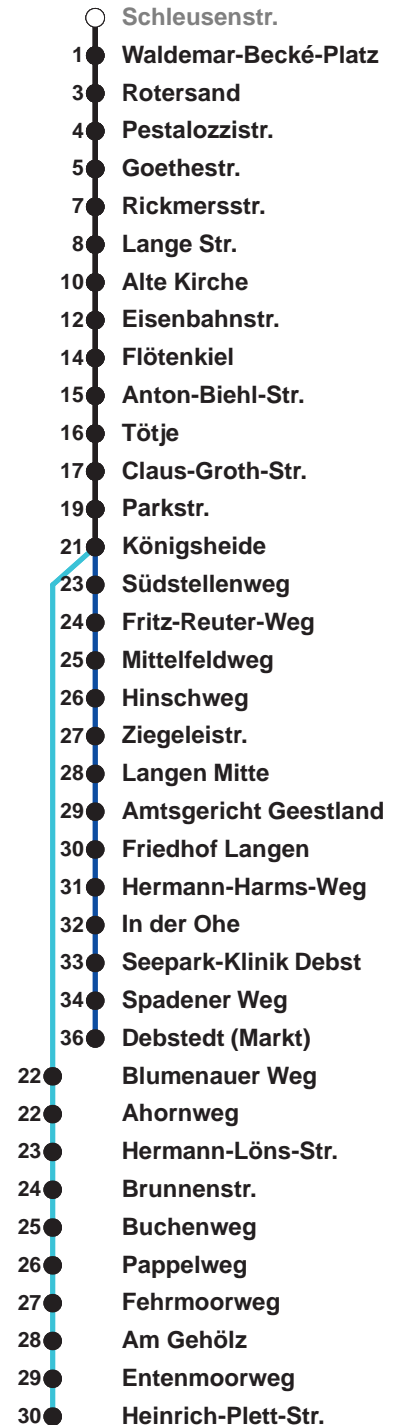 Schleusenstr.
1 Waldemar-Becké-Platz
3 Rotersand
4 Pestalozzistr.
5 Goethestr.
7 Rickmersstr.
8 Lange Str.
10 Alte Kirche
12 Eisenbahnstr.
14 Flötenkiel
15 Anton-Biehl-Str.
16 Tötje
17 Claus-Groth-Str.
19 Parkstr.
21 Königsheide
23 Südstellenweg
24 Fritz-Reuter-Weg
25 Mittelfeldweg
26 Hinschweg
27 Ziegeleistr.
28 Langen Mitte
29 Amtsgericht Geestland
30 Friedhof Langen
31 Hermann-Harms-Weg
32 In der Ohe
33 Seepark-Klinik Debst
34 Spadener Weg
36 Debstedt (Markt)
22 Blumenauer Weg
22 Ahornweg
23 Hermann-Löns-Str.
24 Brunnenstr.
25 Buchenweg
26 Pappelweg
27 Fehrmoorweg
28 Am Gehölz
29 Entenmoorweg
30 Heinrich-Plett-Str.